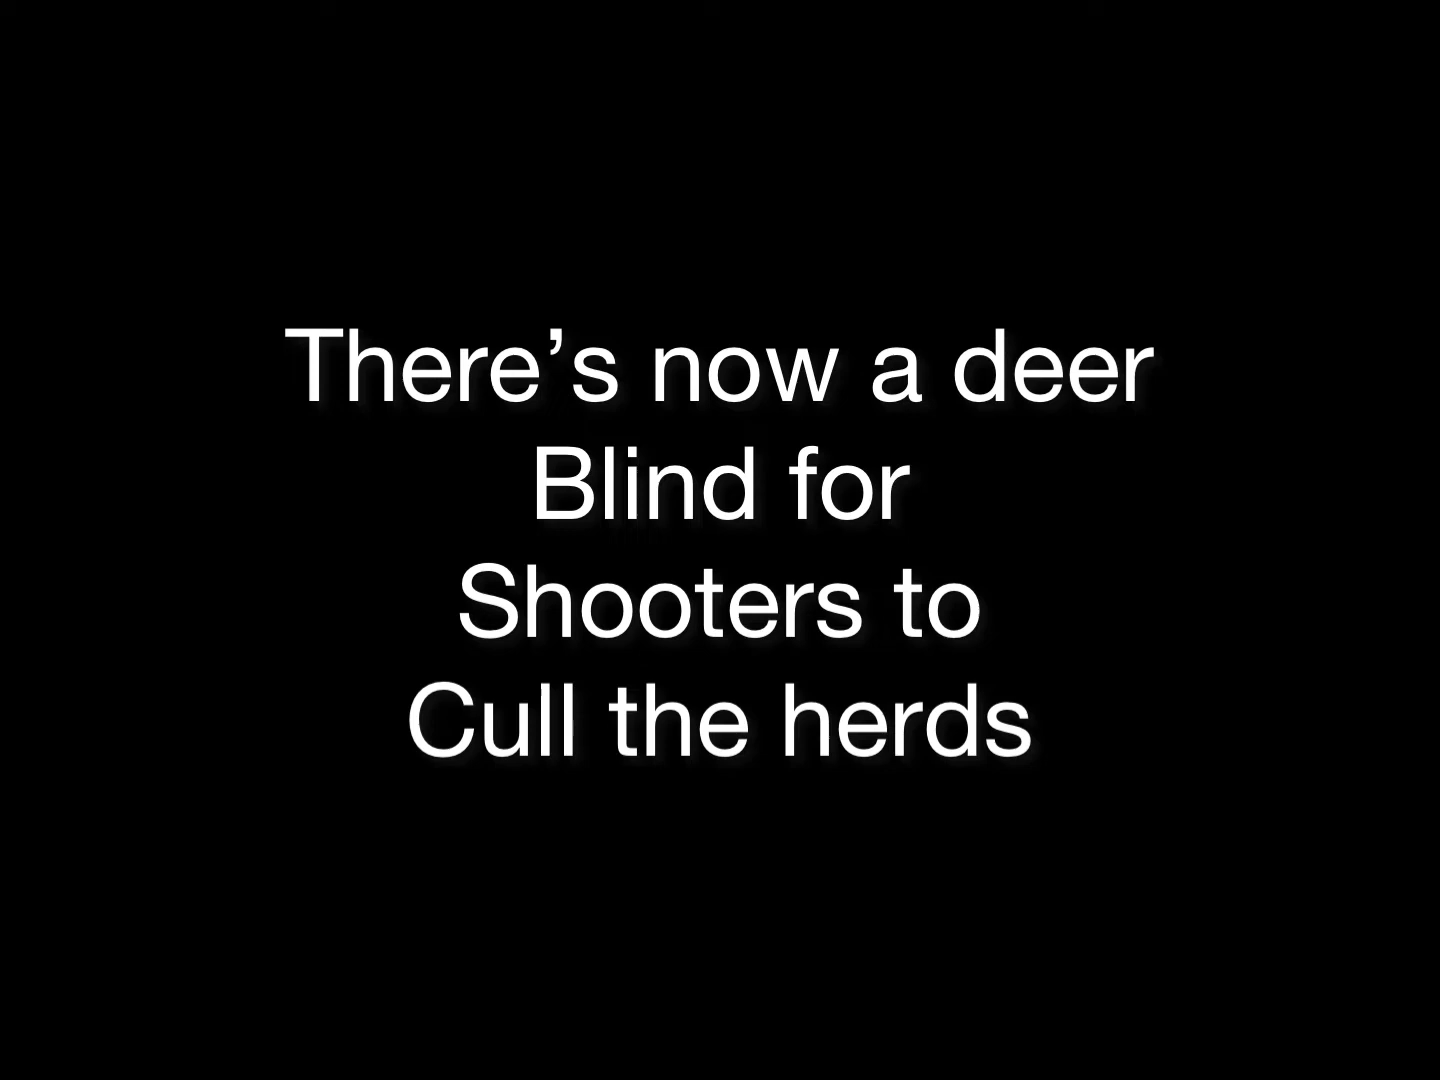 There’s now a deer
Blind for
Shooters to
Cull the herds